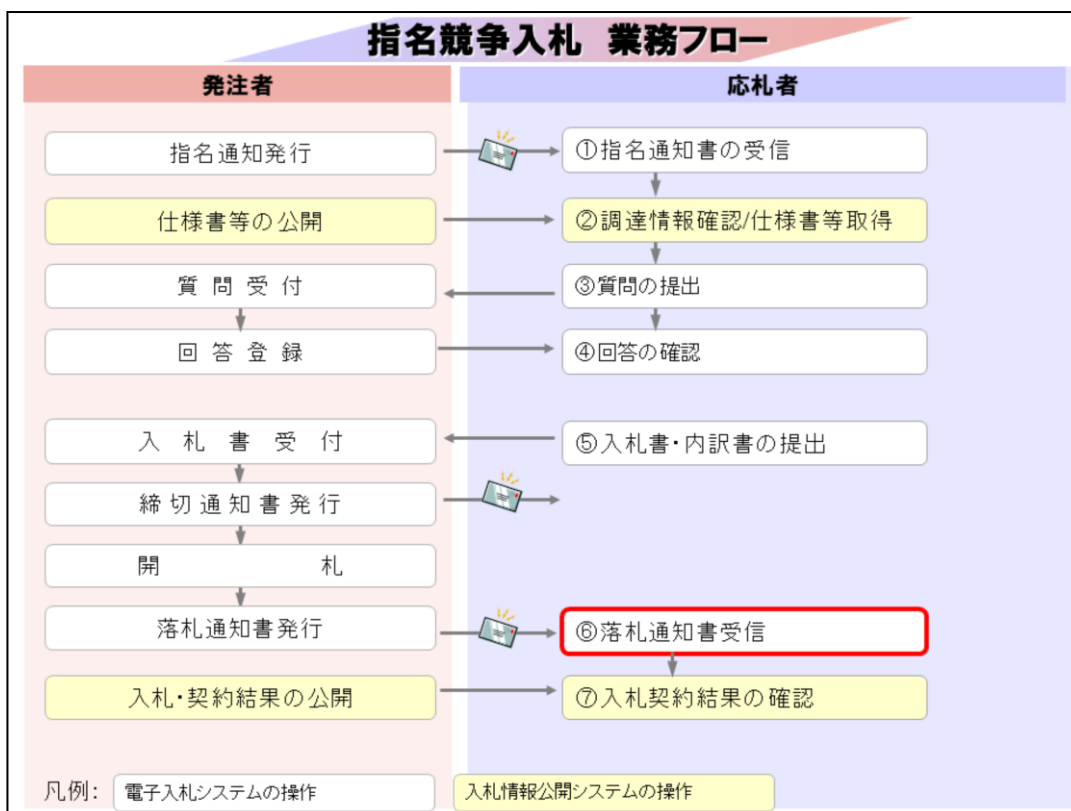 指名競争入札 業務フロー
発注者
応札者
指名通知発行
①指名通知書の受信
仕様書等の公開
②調達情報確認/仕様書等取得
質問受付
③質問の提出
回答登録
④回答の確認
入札書受付
⑤入札書・内訳書の提出
締切通知書発行
開札
落札通知書発行
⑥落札通知書受信
入札・契約結果の公開
⑦入札契約結果の確認
凡例: 電子入札システムの操作 入札情報公開システムの操作